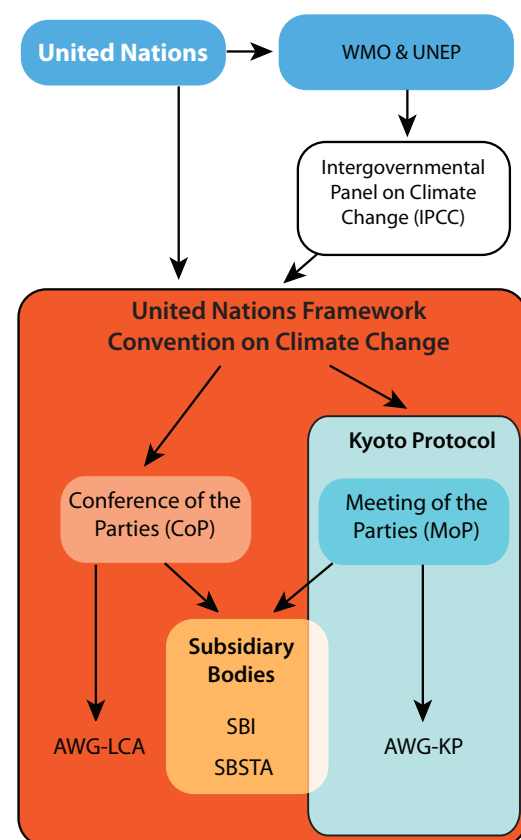 United Nations
WMO & UNEP
Intergovernmental
Panel on Climate
Change (IPCC)
United Nations Framework
Convention on Climate Change
Kyoto Protocol
Conference of the
Parties (CoP)
Meeting of the
Parties (MoP)
Subsidiary
Bodies
SBI
SBSTA
AWG-LCA
AWG-KP